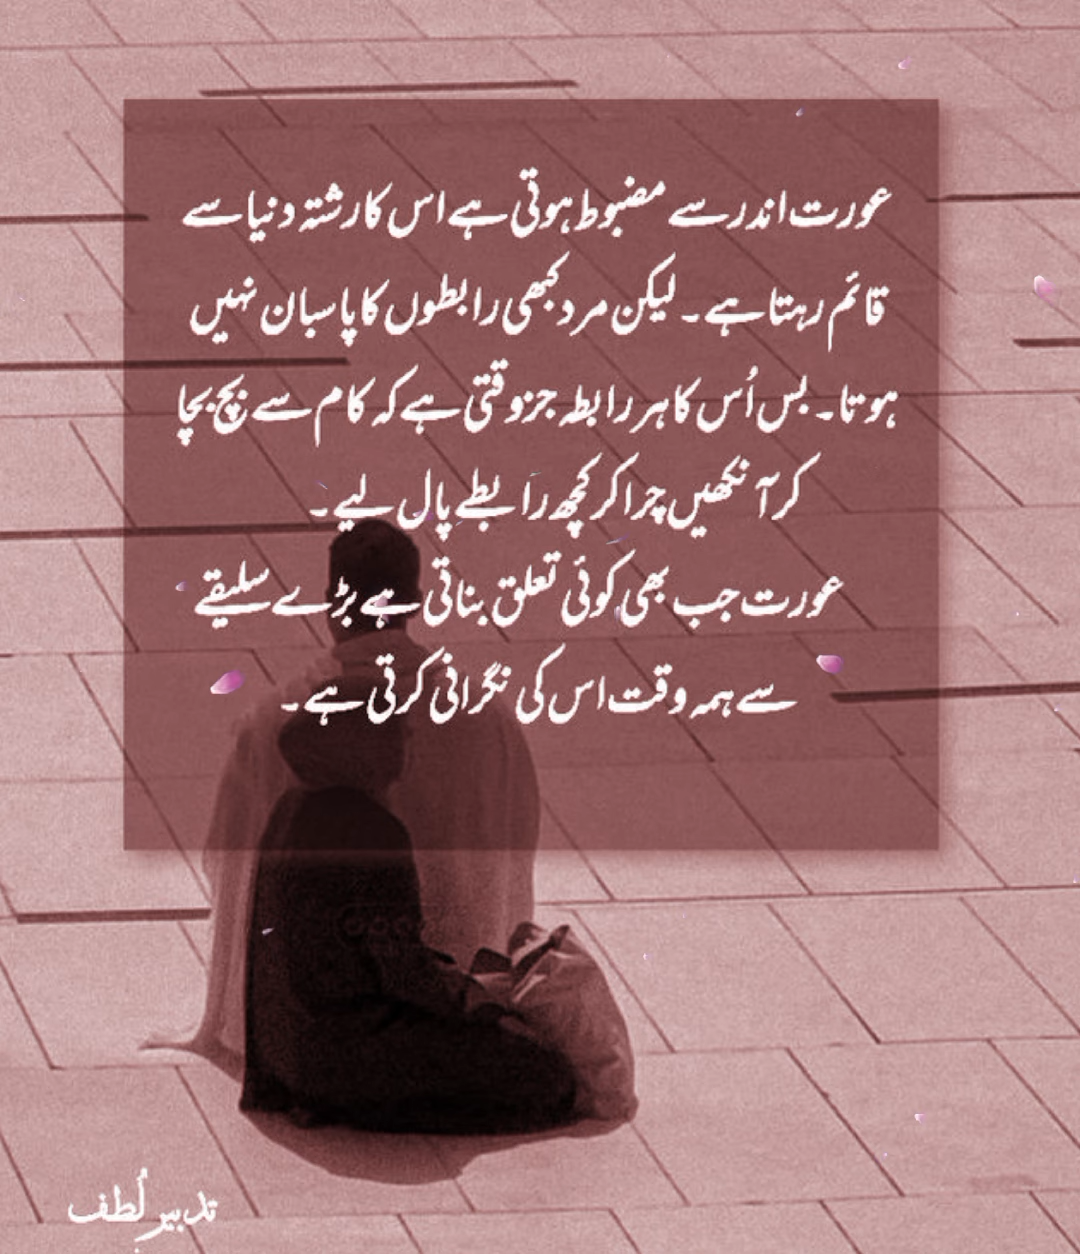 عورت اندر سے مضبوط ہوتی ہے اس کا رشتہ دنیا سے
قائم رہتا ہے۔ لیکن مرد کبھی رابطوں کا پاسبان نہیں
ہوتا۔ بس اُس کا ہر رابطہ جزوقتی ہے کہ کام سے بچ بچا
کر آنکھیں چرا کر کچھ رابطے پال لیے۔
عورت جب بھی کوئی تعلق بناتی ہے بڑے سلیقے
سے ہمہ وقت اس کی نگرانی کرتی ہے۔
تدبیرِ لُطف